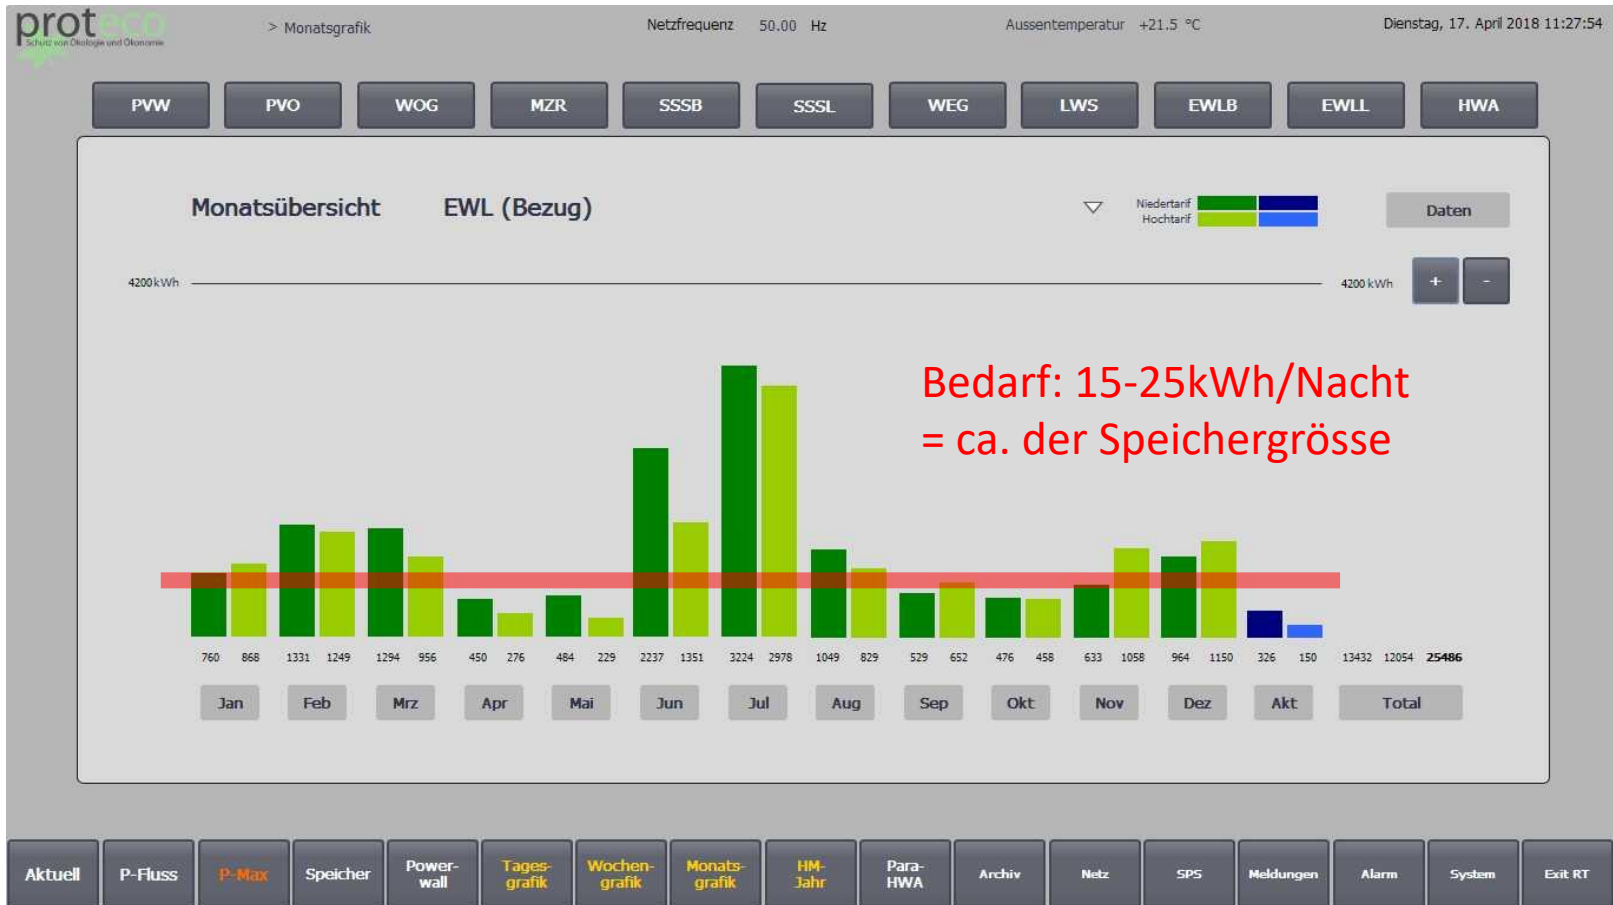 proteco
Schutz von Ökologie und Ökonomie
> Monatsgrafik
Netzfrequenz 50.00 Hz
Aussentemperatur +21.5 °C
Dienstag, 17. April 2018 11:27:54
PVW PVO WOG MZR SSSB SSSL WEG LWS EWLB EWLL HWA
Monatsübersicht EWL (Bezug)
Niedertarif
Hochtarif
Daten
4200 kWh 4200 kWh + -
Bedarf: 15-25kWh/Nacht
= ca. der Speichergrösse
760 868 1331 1249 1294 956 450 276 484 229 2237 1351 3224 2978 1049 829 529 652 476 458 633 1058 964 1150 326 150 13432 12054 25486
Jan Feb Mrz Apr Mai Jun Jul Aug Sep Okt Nov Dez Akt Total
Aktuell
P-Fluss
P-Max
Speicher
Power-
wall
Tages-
grafik
Wochen-
grafik
Monats-
grafik
HM-
Jahr
Para-
HWA
Archiv
Netz
SPS
Meldungen
Alarm
System
Exit RT